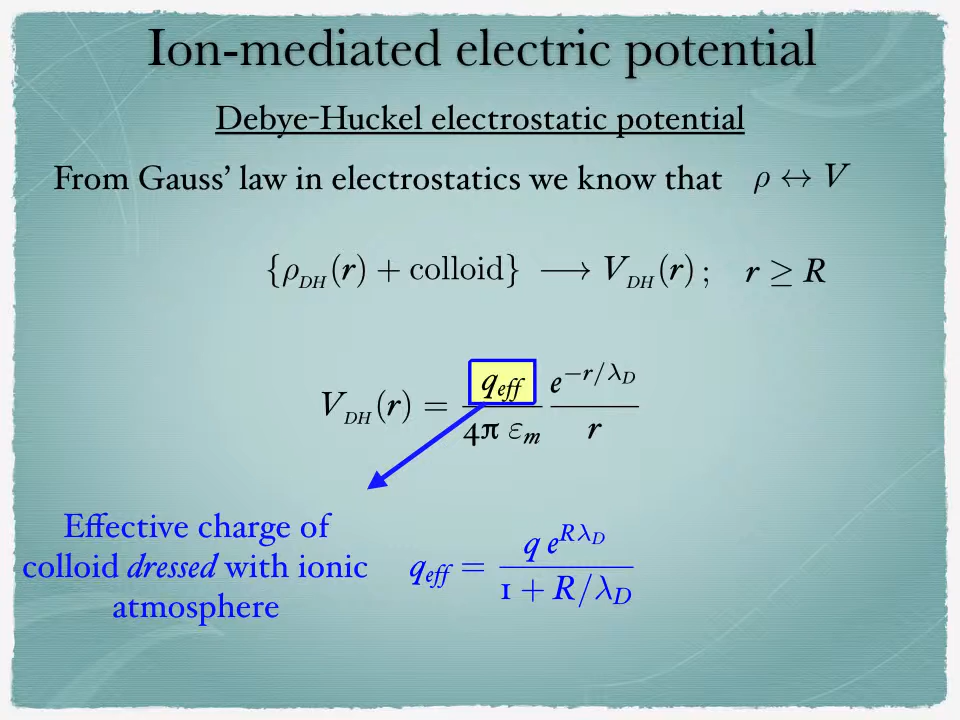 Ion-mediated electric potential
Debye-Huckel electrostatic potential
From Gauss' law in electrostatics we know that ρ ↔ V
{ρ_DH(r) + colloid} ⟶ V_DH(r) ; r ≥ R
V_DH(r) = q_eff / 4π ε_m e^{−r/λ_D} / r
Effective charge of
colloid dressed with ionic
atmosphere
q_eff = q e^{Rλ_D} / 1 + R/λ_D